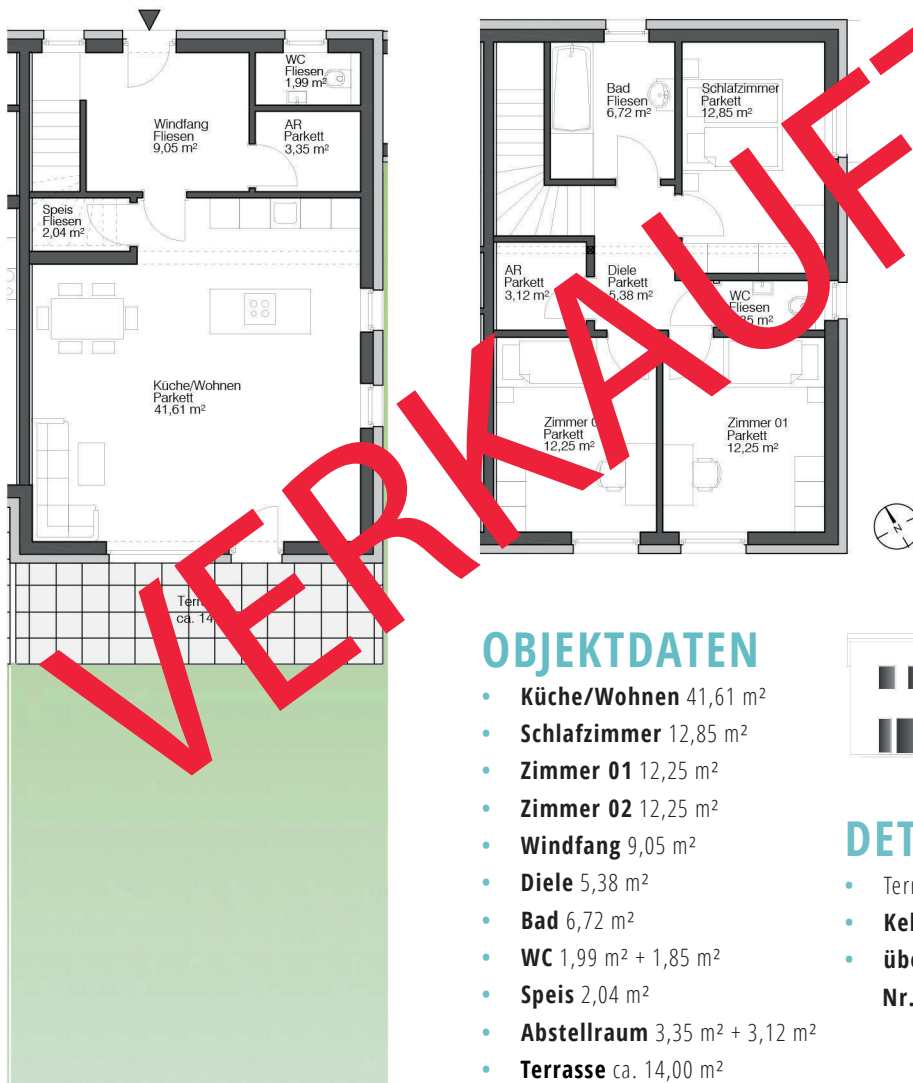 WC
Fliesen
1,99 m²
Windfang
Fliesen
9,05 m²
AR
Parkett
3,35 m²
Speis
Fliesen
2,04 m²
Küche/Wohnen
Parkett
41,61 m²
ca. 14
Bad
Fliesen
6,72 m²
Schlafzimmer
Parkett
12,85 m²
AR
Parkett
3,12 m²
Diele
Parkett
5,38 m²
WC
Fliesen
Zimmer
Parkett
12,25 m²
Zimmer 01
Parkett
12,25 m²
N
VERKAUFT
OBJEKTDATEN
• Küche/Wohnen 41,61 m²
• Schlafzimmer 12,85 m²
• Zimmer 01 12,25 m²
• Zimmer 02 12,25 m²
• Windfang 9,05 m²
• Diele 5,38 m²
• Bad 6,72 m²
• WC 1,99 m² + 1,85 m²
• Speis 2,04 m²
• Abstellraum 3,35 m² + 3,12 m²
• Terrasse ca. 14,00 m²
DET
• Terr
• Kel
• übe
Nr.